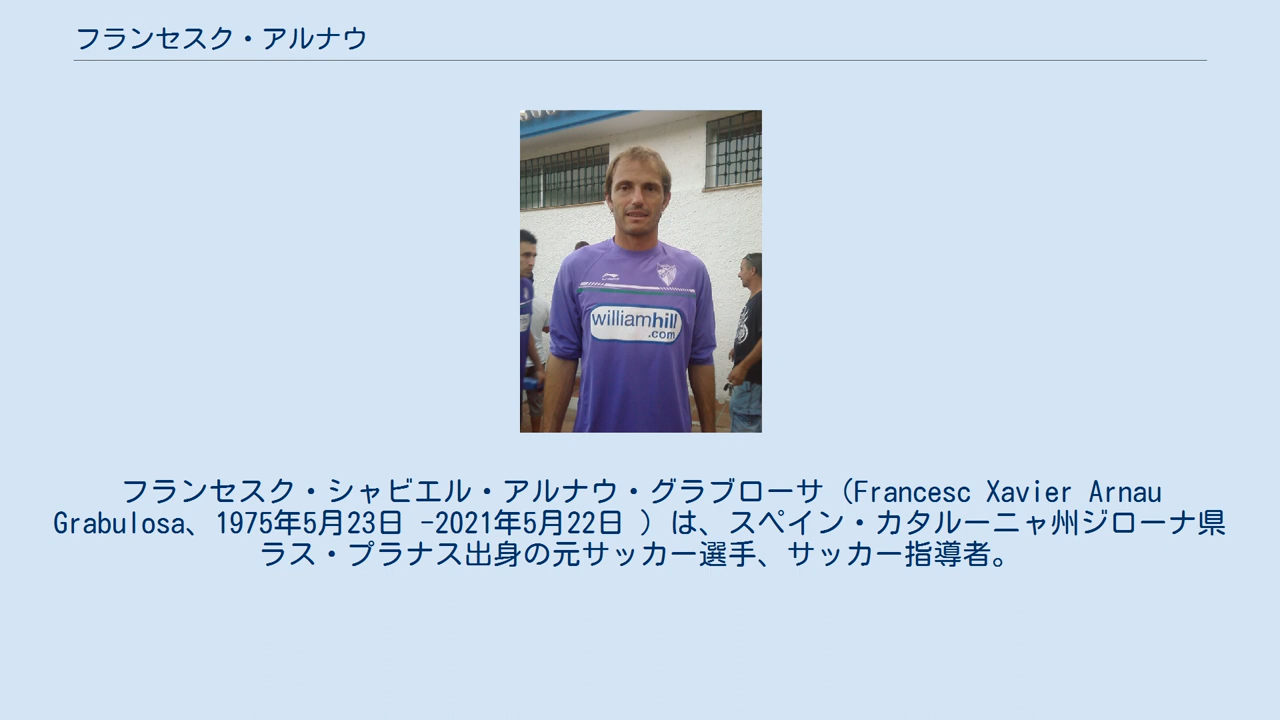 フランセスク・アルナウ
williamhill
.com
フランセスク・シャビエル・アルナウ・グラブローサ（Francesc Xavier Arnau
Grabulosa、1975年5月23日 -2021年5月22日 ）は、スペイン・カタルーニャ州ジローナ県
ラス・プラナス出身の元サッカー選手、サッカー指導者。